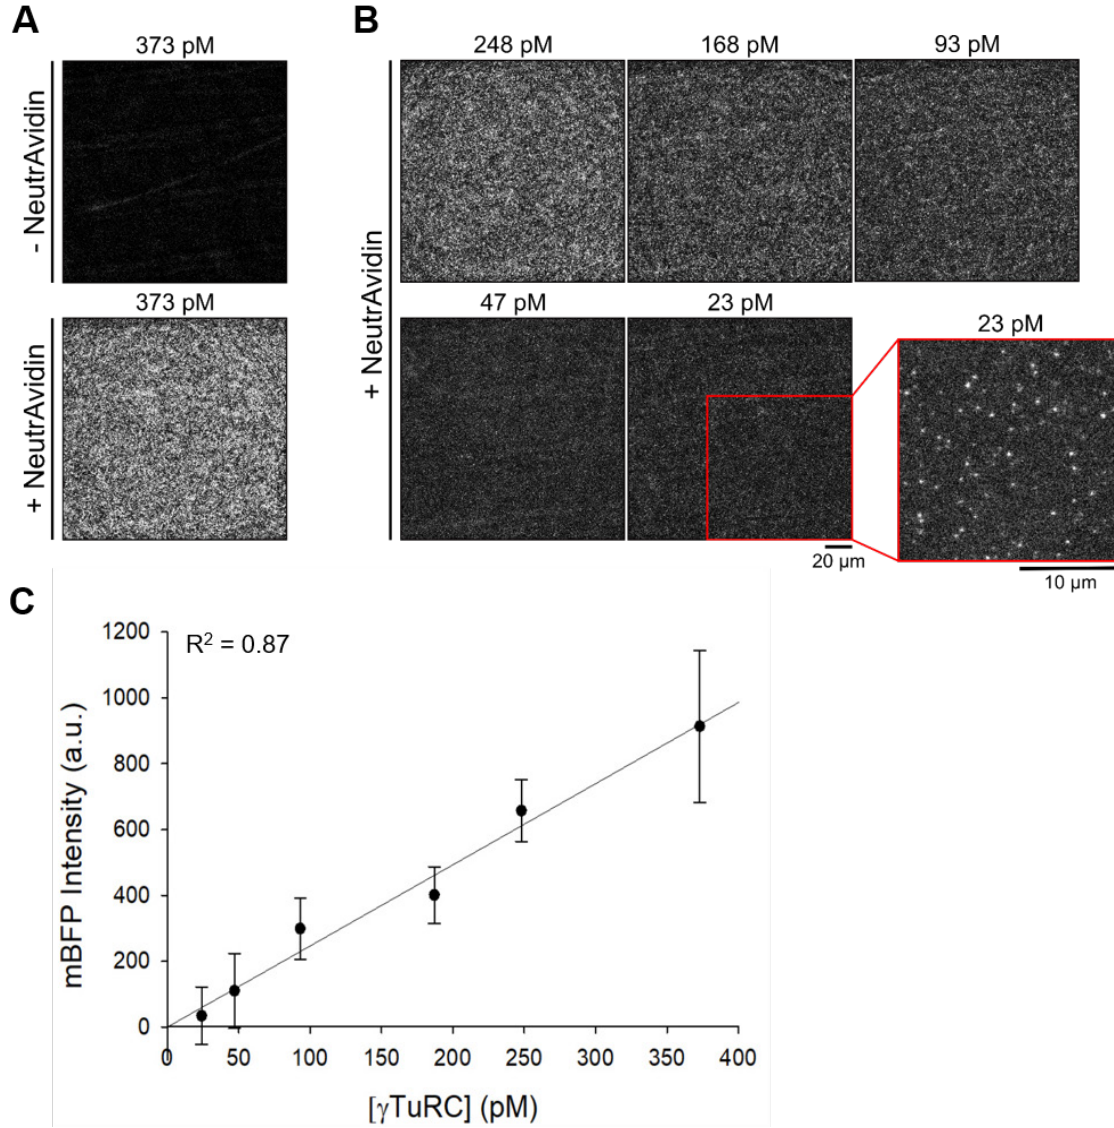 A
373 pM
- NeutrAvidin
373 pM
+ NeutrAvidin
B
248 pM
168 pM
93 pM
+ NeutrAvidin
47 pM
23 pM
23 pM
20 μm
10 μm
C
R² = 0.87
mBFP Intensity (a.u.)
1200
1000
800
600
400
200
0
0 50 100 150 200 250 300 350 400
[γTuRC] (pM)